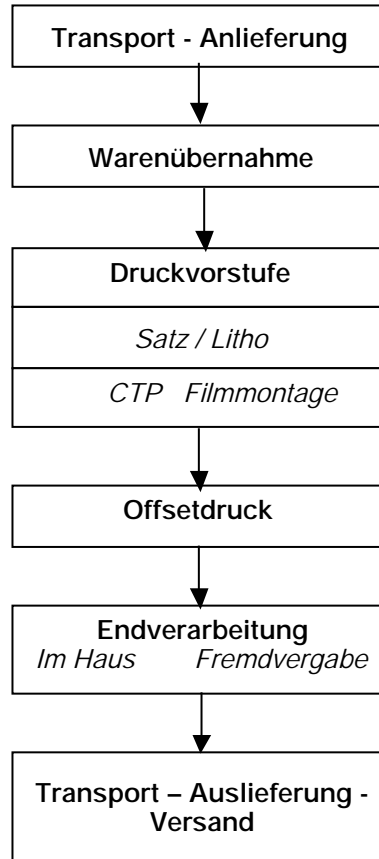 Transport - Anlieferung
Warenübernahme
Druckvorstufe
Satz / Litho
CTP Filmmontage
Offsetdruck
Endverarbeitung
Im Haus Fremdvergabe
Transport – Auslieferung -
Versand